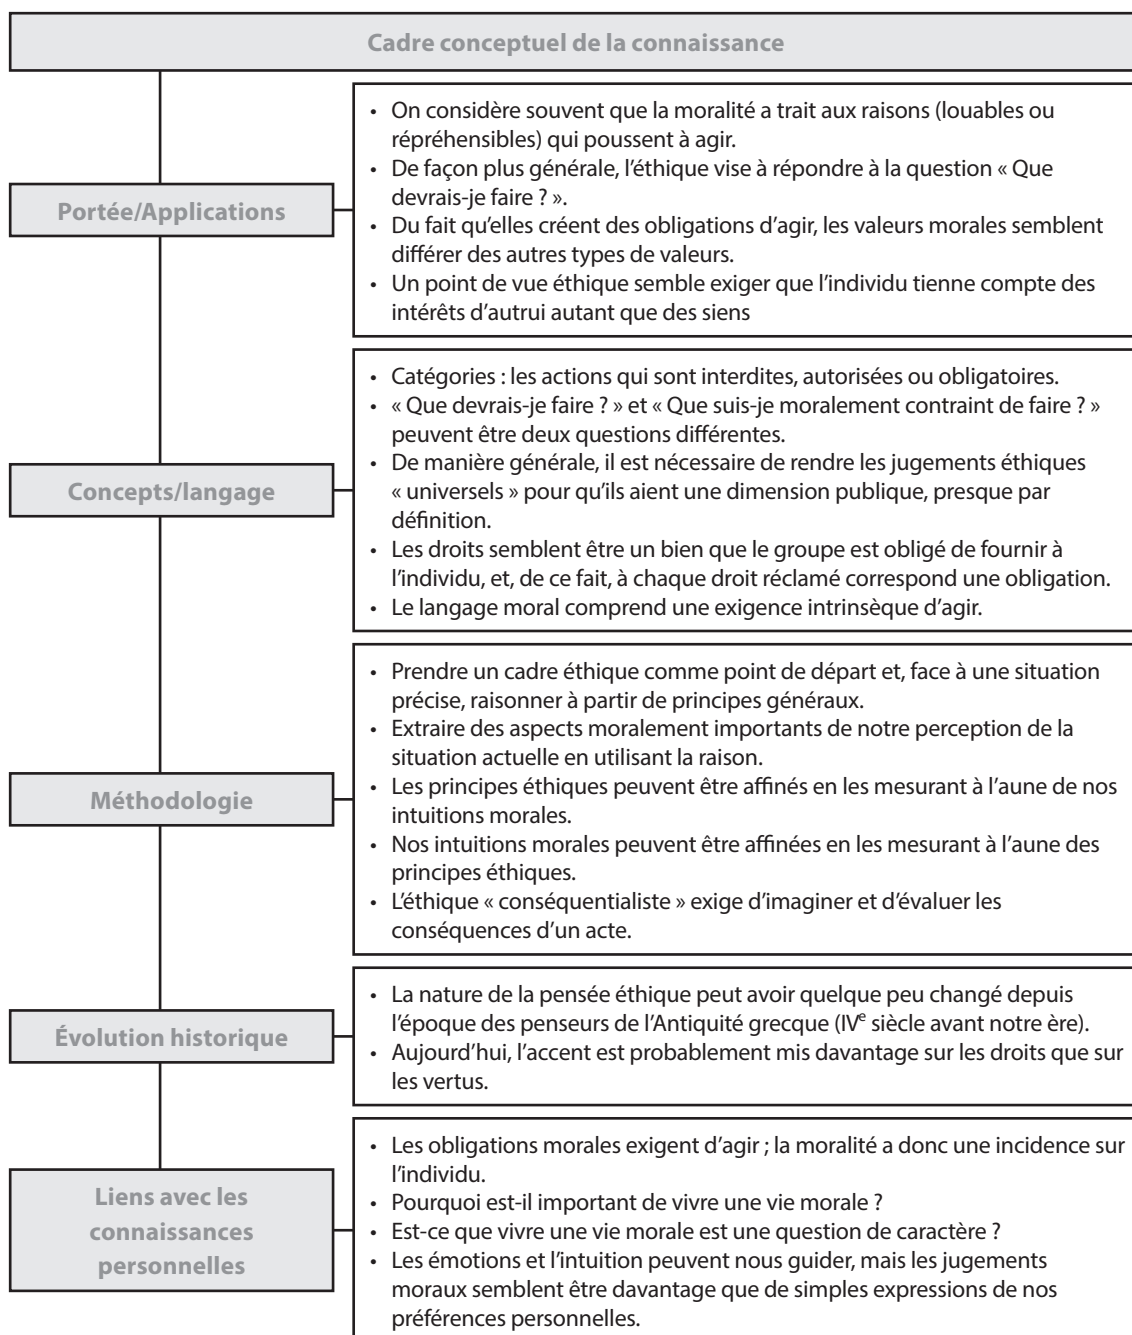 Cadre conceptuel de la connaissance
Portée/Applications
• On considère souvent que la moralité a trait aux raisons (louables ou
répréhensibles) qui poussent à agir.
• De façon plus générale, l’éthique vise à répondre à la question « Que
devrais-je faire ? ».
• Du fait qu’elles créent des obligations d’agir, les valeurs morales semblent
différer des autres types de valeurs.
• Un point de vue éthique semble exiger que l’individu tienne compte des
intérêts d’autrui autant que des siens
Concepts/langage
• Catégories : les actions qui sont interdites, autorisées ou obligatoires.
• « Que devrais-je faire ? » et « Que suis-je moralement contraint de faire ? »
peuvent être deux questions différentes.
• De manière générale, il est nécessaire de rendre les jugements éthiques
« universels » pour qu’ils aient une dimension publique, presque par
définition.
• Les droits semblent être un bien que le groupe est obligé de fournir à
l’individu, et, de ce fait, à chaque droit réclamé correspond une obligation.
• Le langage moral comprend une exigence intrinsèque d’agir.
Méthodologie
• Prendre un cadre éthique comme point de départ et, face à une situation
précise, raisonner à partir de principes généraux.
• Extraire des aspects moralement importants de notre perception de la
situation actuelle en utilisant la raison.
• Les principes éthiques peuvent être affinés en les mesurant à l’aune de nos
intuitions morales.
• Nos intuitions morales peuvent être affinées en les mesurant à l’aune des
principes éthiques.
• L’éthique « conséquentialiste » exige d’imaginer et d’évaluer les
conséquences d’un acte.
Évolution historique
• La nature de la pensée éthique peut avoir quelque peu changé depuis
l’époque des penseurs de l’Antiquité grecque (IVe siècle avant notre ère).
• Aujourd’hui, l’accent est probablement mis davantage sur les droits que sur
les vertus.
Liens avec les
connaissances
personnelles
• Les obligations morales exigent d’agir ; la moralité a donc une incidence sur
l’individu.
• Pourquoi est-il important de vivre une vie morale ?
• Est-ce que vivre une vie morale est une question de caractère ?
• Les émotions et l’intuition peuvent nous guider, mais les jugements
moraux semblent être davantage que de simples expressions de nos
préférences personnelles.